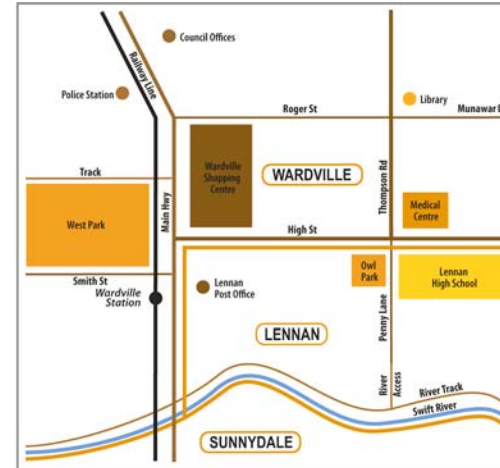 Council Offices
Railway Line
Police Station
Library
Roger St
Wardville
Shopping
Centre
WARDVILLE
Thompson Rd
Track
Main Hwy
Medical
Centre
West Park
High St
Smith St
Wardville
Station
Lennan
Post Office
Owl
Park
Lennan
High School
Penny Lane
LENNAN
River
Access
River Track
Swift River
SUNNYDALE